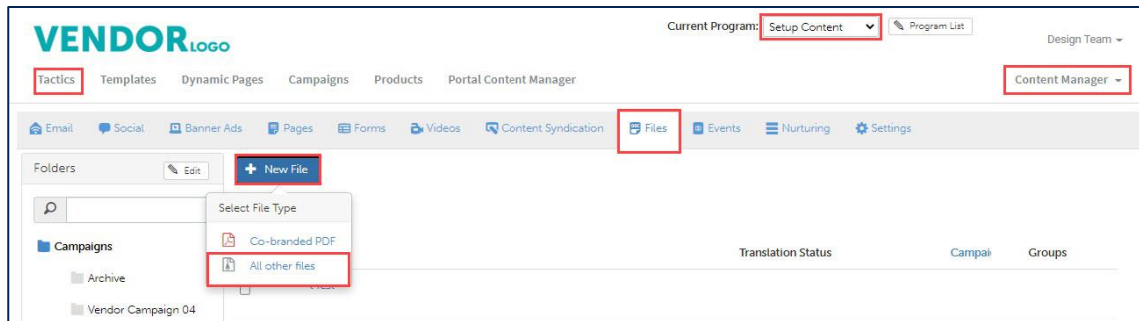 Current Program: Setup Content Program List
VENDOR LOGO
Design Team
Tactics Templates Dynamic Pages Campaigns Products Portal Content Manager Content Manager
Email Social Banner Ads Pages Forms Videos Content Syndication Files Events Nurturing Settings
Folders Edit + New File
Select File Type
Co-branded PDF
Campaigns Translation Status Groups
All other files
Archive
Vendor Campaign 04